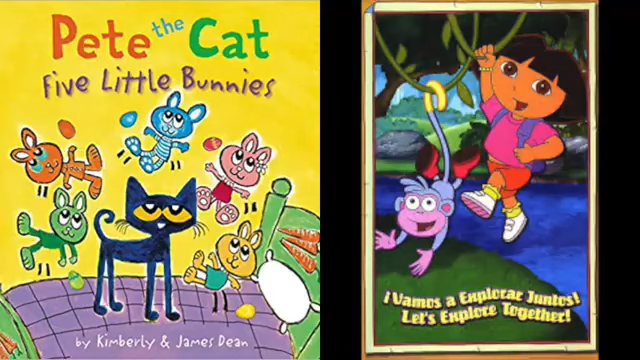 Pete the Cat
Five Little Bunnies
by Kimberly & James Dean
¡Vamos a Explorar Juntos!
Let's Explore Together!